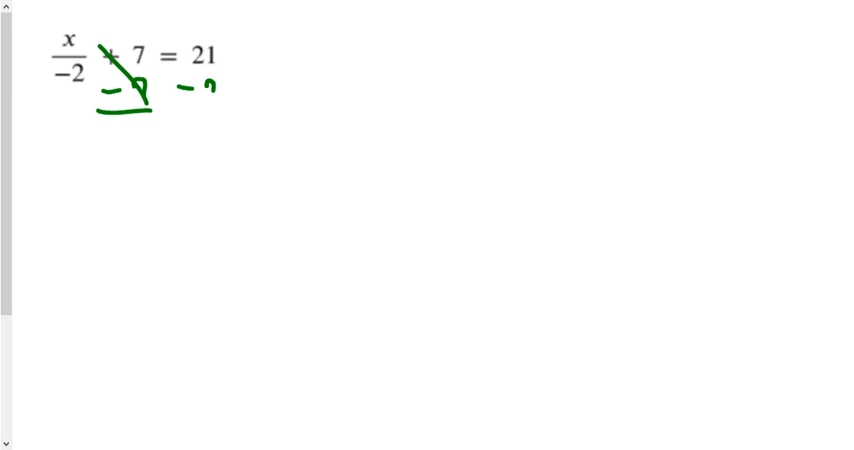 x/−2 + 7 = 21
− 7 − 7